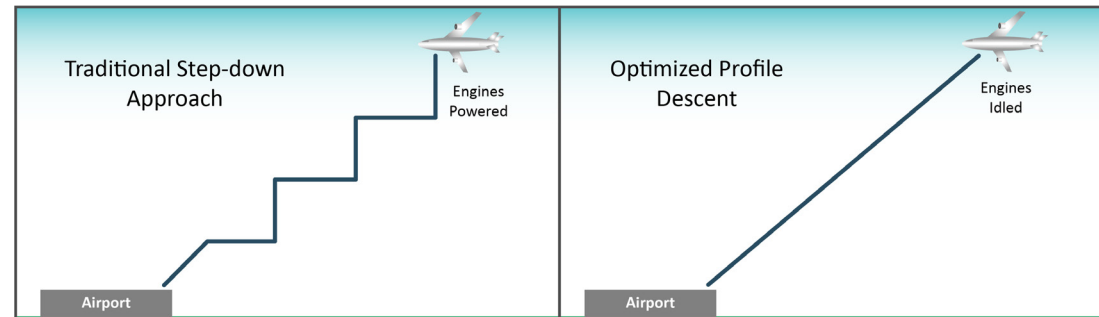 Traditional Step-down
Approach
Engines
Powered
Airport
Optimized Profile
Descent
Engines
Idled
Airport